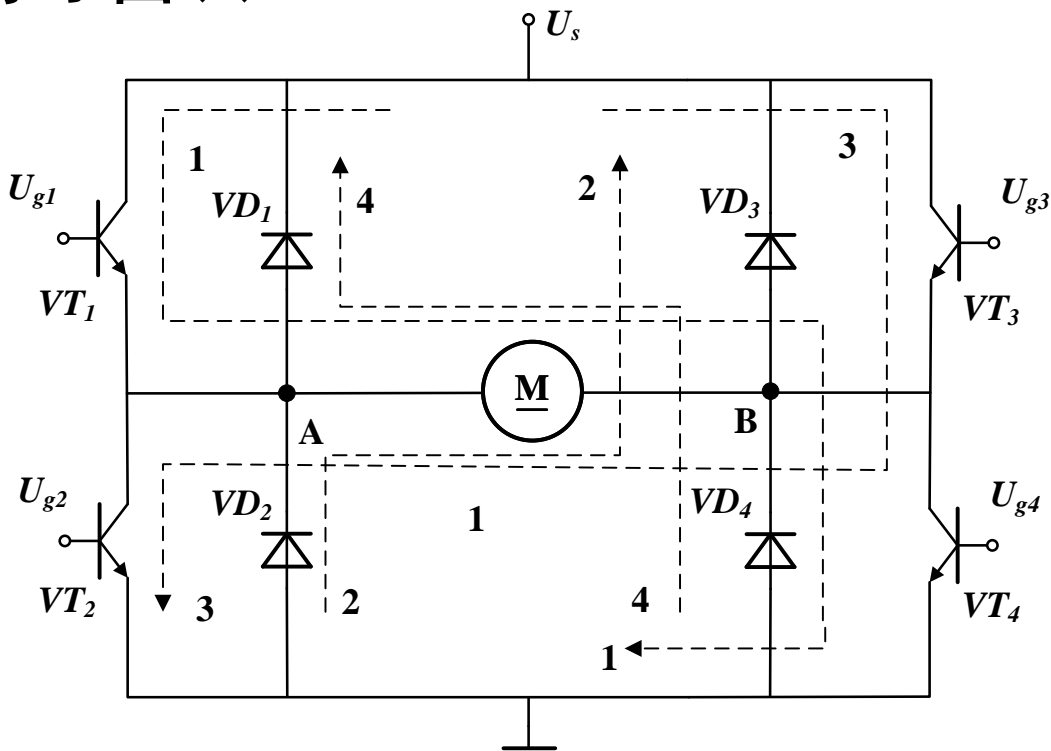 U_s
1
3
U_g1
VD_1
4
2
VD_3
U_g3
VT_1
VT_3
M
A
B
U_g2
VD_2
1
VD_4
U_g4
VT_2
3
2
4
VT_4
1